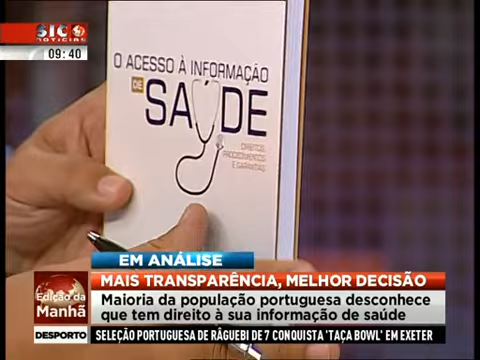 SIC
NOTÍCIAS
09:40
O ACESSO À INFORMAÇÃO
DE
SAÚDE
DIREITOS,
PROCEDIMENTOS
E GARANTIAS
EM ANÁLISE
MAIS TRANSPARÊNCIA, MELHOR DECISÃO
Edição da
Manhã
Maioria da população portuguesa desconhece
que tem direito à sua informação de saúde
DESPORTO
SELEÇÃO PORTUGUESA DE RÂGUEBI DE 7 CONQUISTA 'TAÇA BOWL' EM EXETER